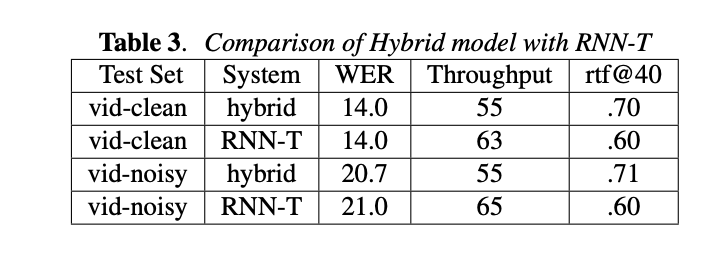 Table 3. Comparison of Hybrid model with RNN-T
Test Set System WER Throughput rtf@40
vid-clean hybrid 14.0 55 .70
vid-clean RNN-T 14.0 63 .60
vid-noisy hybrid 20.7 55 .71
vid-noisy RNN-T 21.0 65 .60